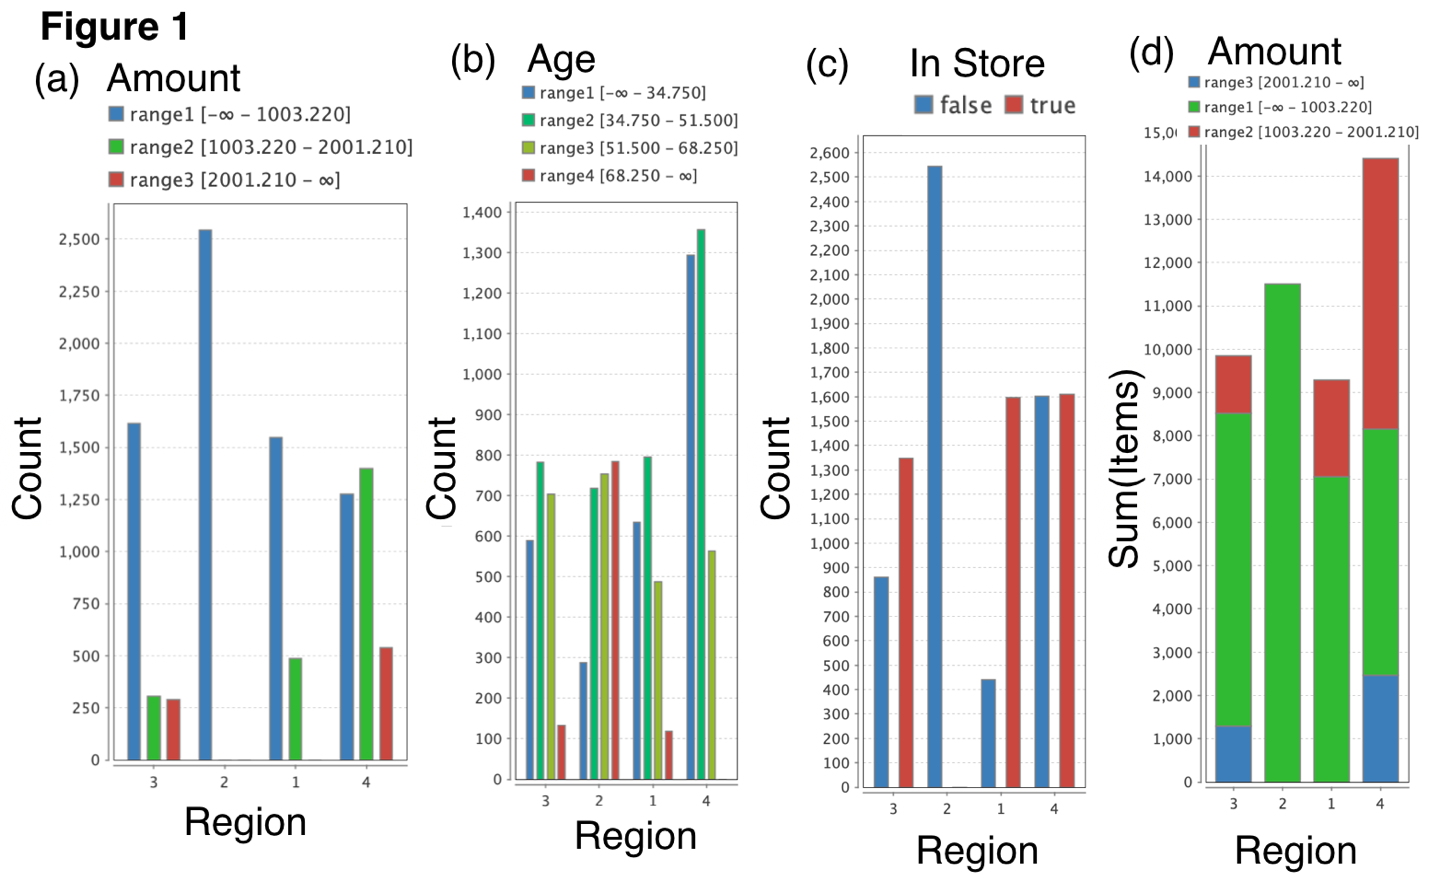 Figure 1
(a) Amount
range1 [-∞ - 1003.220]
range2 [1003.220 - 2001.210]
range3 [2001.210 - ∞]
2,500
2,250
2,000
1,750
1,500
1,250
1,000
750
500
250
0
Count
3 2 1 4
Region
(b) Age
range1 [-∞ - 34.750]
range2 [34.750 - 51.500]
range3 [51.500 - 68.250]
range4 [68.250 - ∞]
1,400
1,300
1,200
1,100
1,000
900
800
700
600
500
400
300
200
100
0
Count
3 2 1 4
Region
(c) In Store
false true
2,600
2,500
2,400
2,300
2,200
2,100
2,000
1,900
1,800
1,700
1,600
1,500
1,400
1,300
1,200
1,100
1,000
900
800
700
600
500
400
300
200
100
0
Count
3 2 1 4
Region
(d) Amount
range3 [2001.210 - ∞]
range1 [-∞ - 1003.220]
range2 [1003.220 - 2001.210]
14,000
13,000
12,000
11,000
10,000
9,000
8,000
7,000
6,000
5,000
4,000
3,000
2,000
1,000
0
Sum(Items)
3 2 1 4
Region